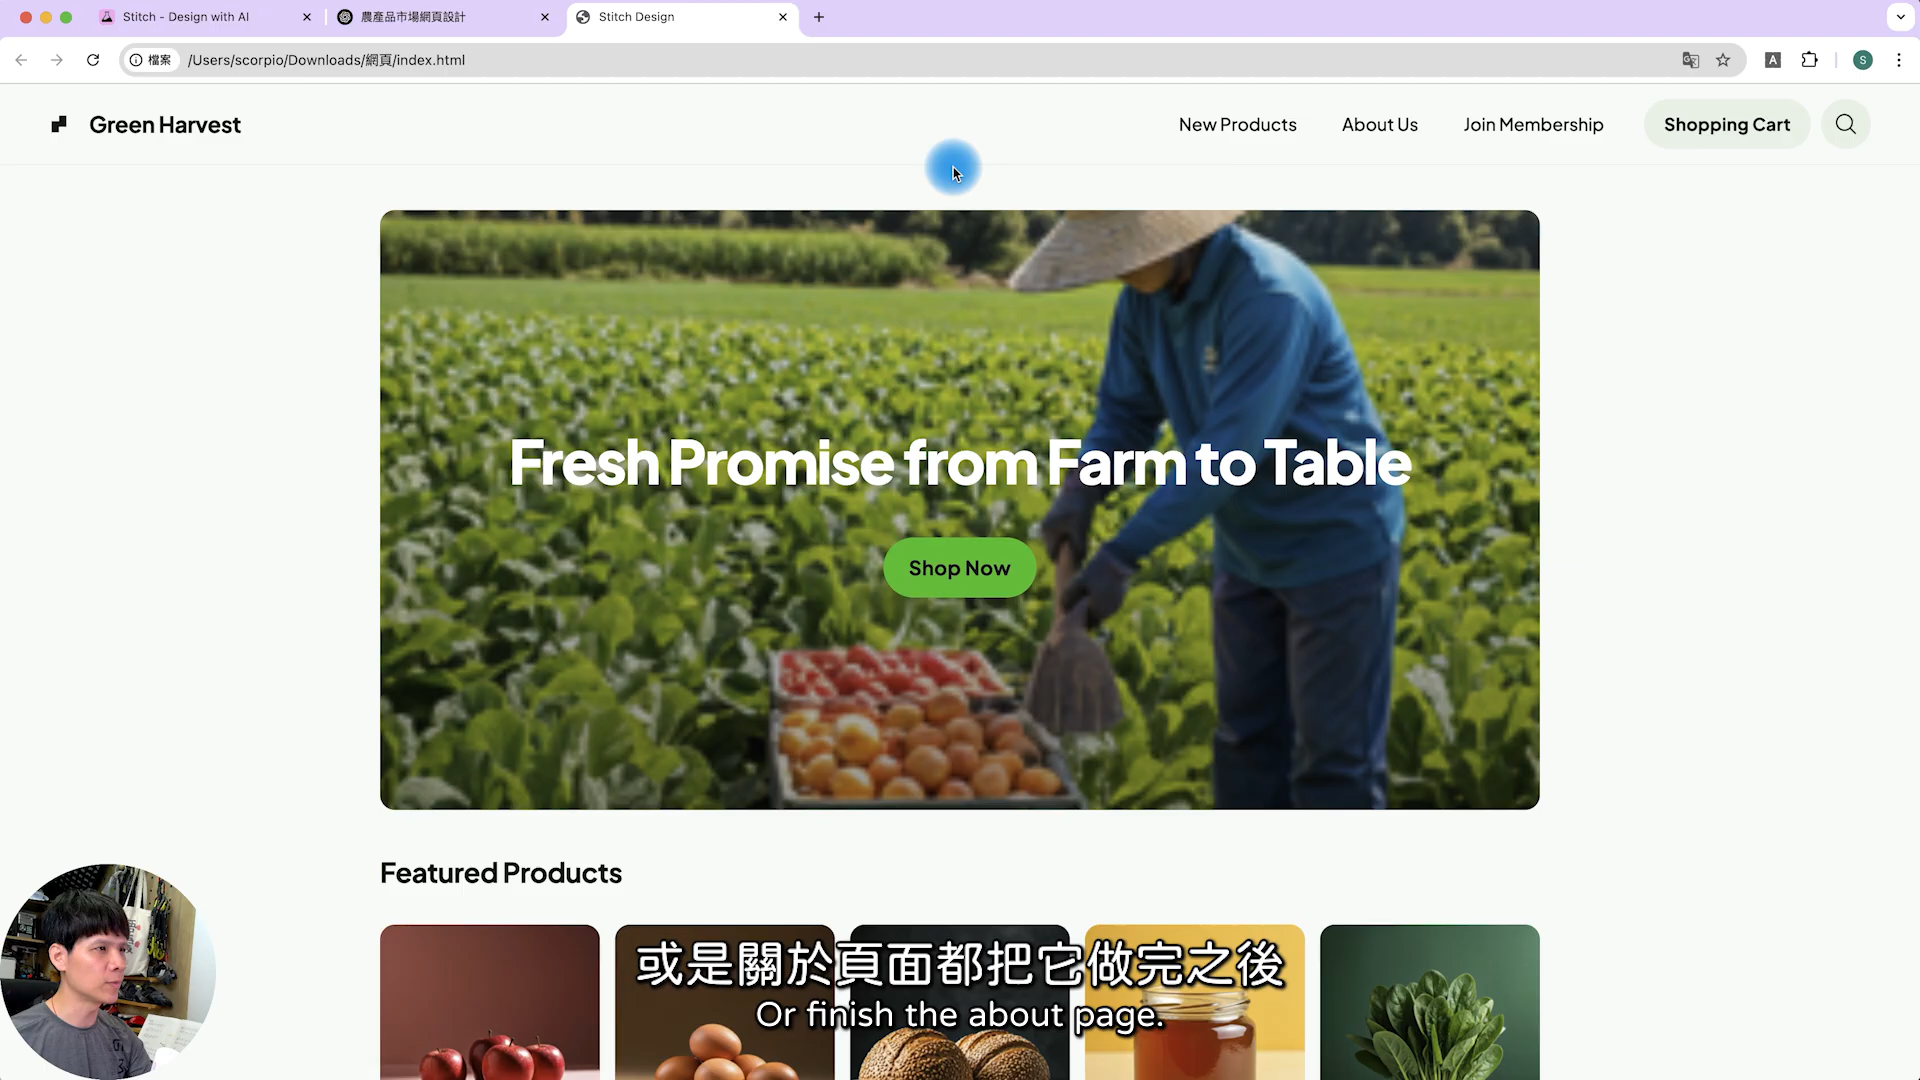 Stitch - Design with AI
農產品市場網頁設計
Stitch Design
檔案
/Users/scorpio/Downloads/網頁/index.html
A
S
Green Harvest
New Products
About Us
Join Membership
Shopping Cart
Fresh Promise from Farm to Table
Shop Now
Featured Products
或是關於頁面都把它做完之後
Or finish the about page.